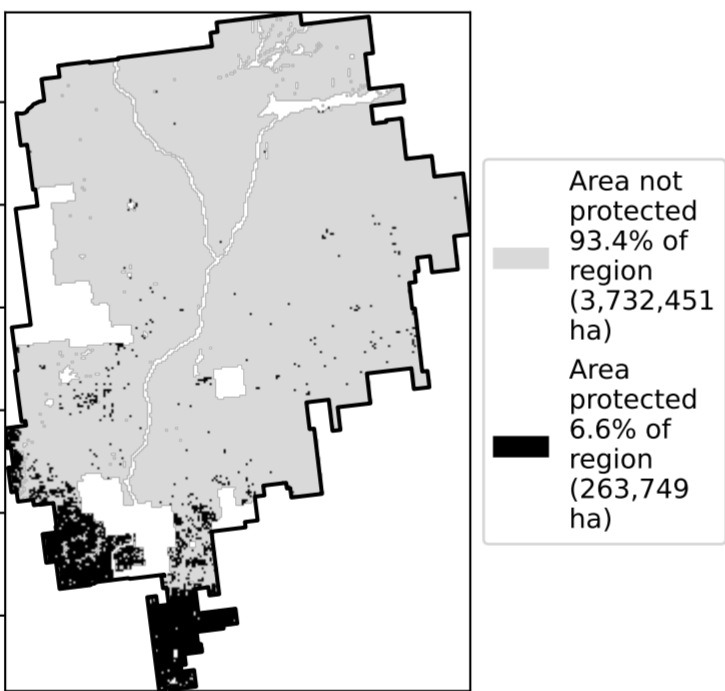 Area not
protected
93.4% of
region
(3,732,451
ha)
Area
protected
6.6% of
region
(263,749
ha)